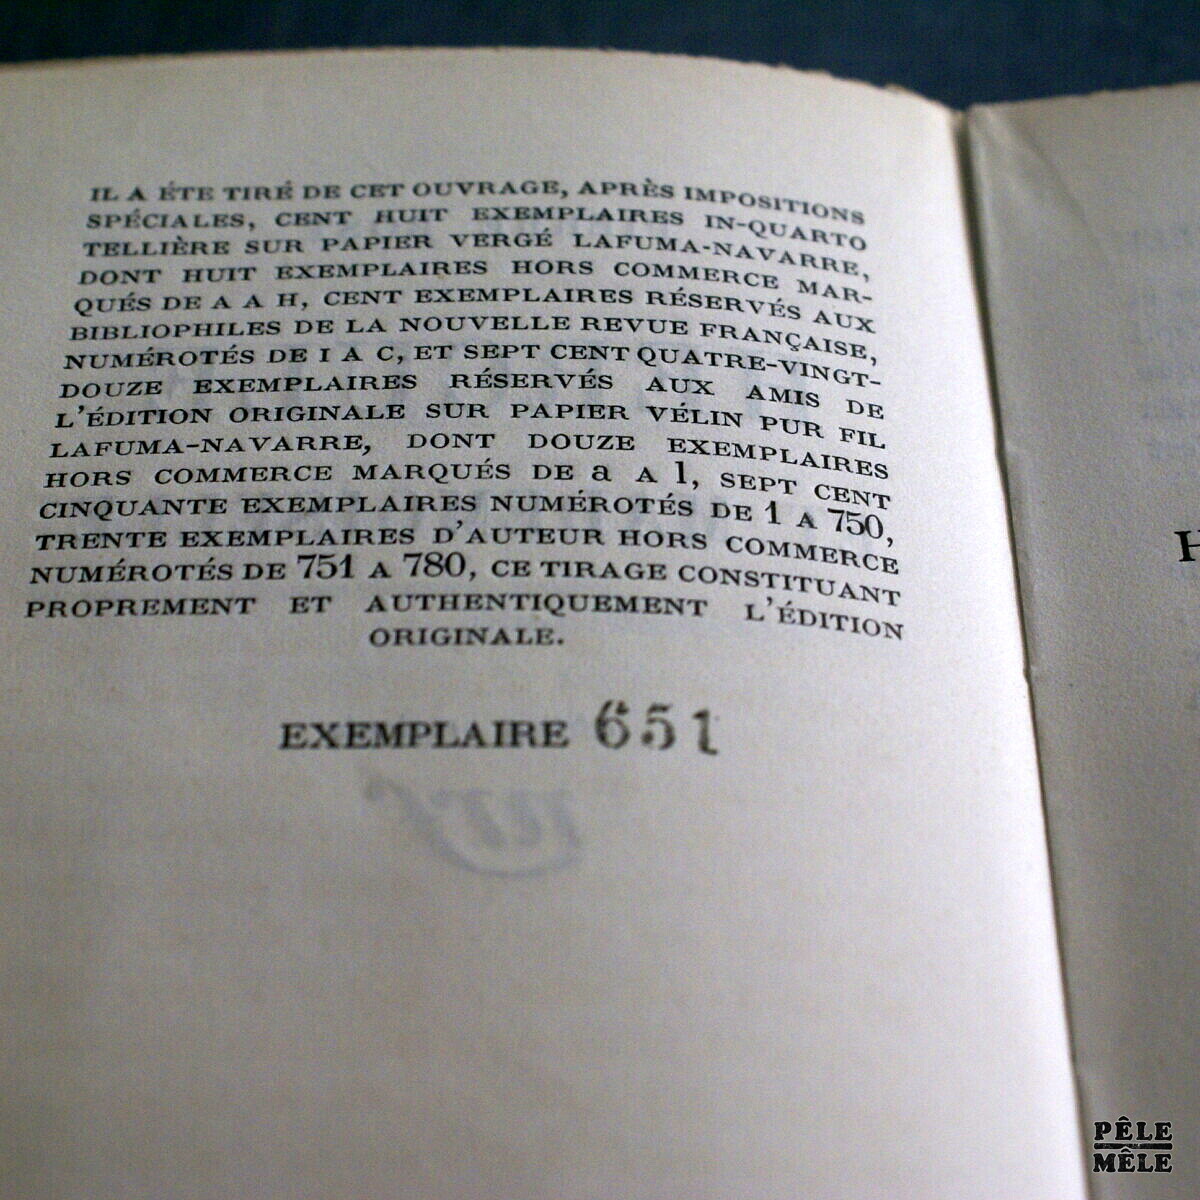 IL A ÉTE TIRÉ DE CET OUVRAGE, APRÈS IMPOSITIONS
SPÉCIALES, CENT HUIT EXEMPLAIRES IN-QUARTO
TELLIÈRE SUR PAPIER VERGÉ LAFUMA-NAVARRE,
DONT HUIT EXEMPLAIRES HORS COMMERCE MAR-
QUÉS DE A A H, CENT EXEMPLAIRES RÉSERVÉS AUX
BIBLIOPHILES DE LA NOUVELLE REVUE FRANÇAISE,
NUMÉROTÉS DE I A C, ET SEPT CENT QUATRE-VINGT-
DOUZE EXEMPLAIRES RÉSERVÉS AUX AMIS DE
L'ÉDITION ORIGINALE SUR PAPIER VÉLIN PUR FIL
LAFUMA-NAVARRE, DONT DOUZE EXEMPLAIRES
HORS COMMERCE MARQUÉS DE a A l, SEPT CENT
CINQUANTE EXEMPLAIRES NUMÉROTÉS DE 1 A 750,
TRENTE EXEMPLAIRES D'AUTEUR HORS COMMERCE
NUMÉROTÉS DE 751 A 780, CE TIRAGE CONSTITUANT
PROPREMENT ET AUTHENTIQUEMENT L'ÉDITION
ORIGINALE.
EXEMPLAIRE 651
H
PÊLE
MÊLE